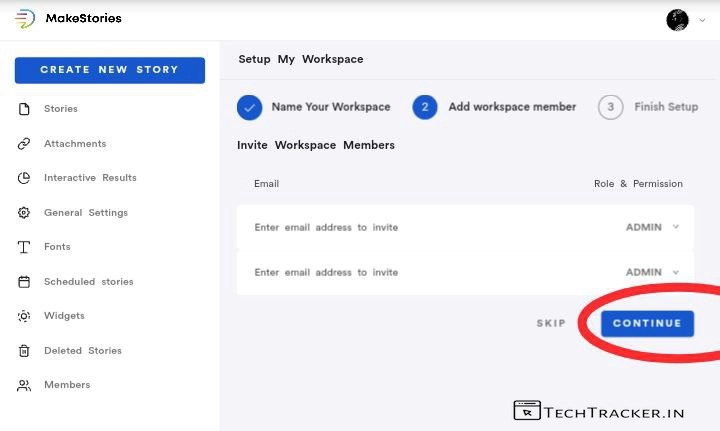 MakeStories
CREATE NEW STORY
Stories
Attachments
Interactive Results
General Settings
Fonts
Scheduled stories
Widgets
Deleted Stories
Members
Setup My Workspace
Name Your Workspace
2 Add workspace member
3 Finish Setup
Invite Workspace Members
Email Role & Permission
Enter email address to invite ADMIN
Enter email address to invite ADMIN
SKIP CONTINUE
TECHTRACKER.IN